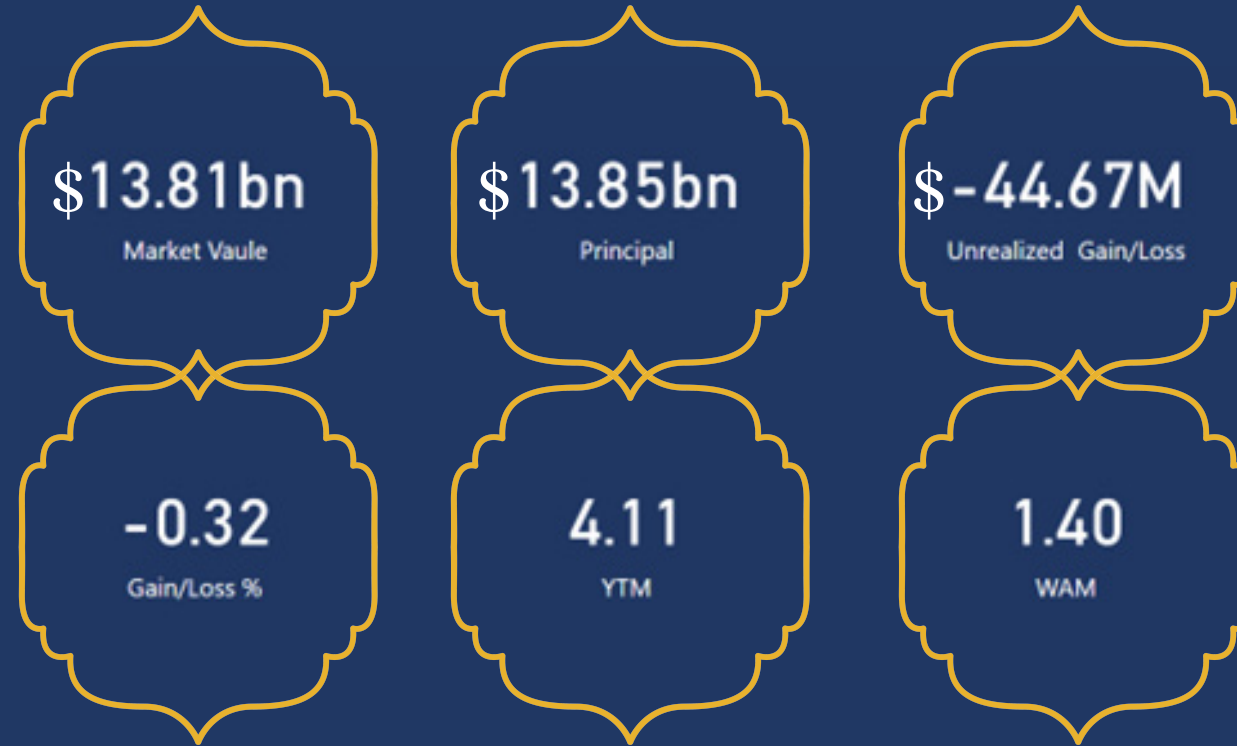 $13.81bn
Market Vaule
$13.85bn
Principal
$-44.67M
Unrealized Gain/Loss
-0.32
Gain/Loss %
4.11
YTM
1.40
WAM